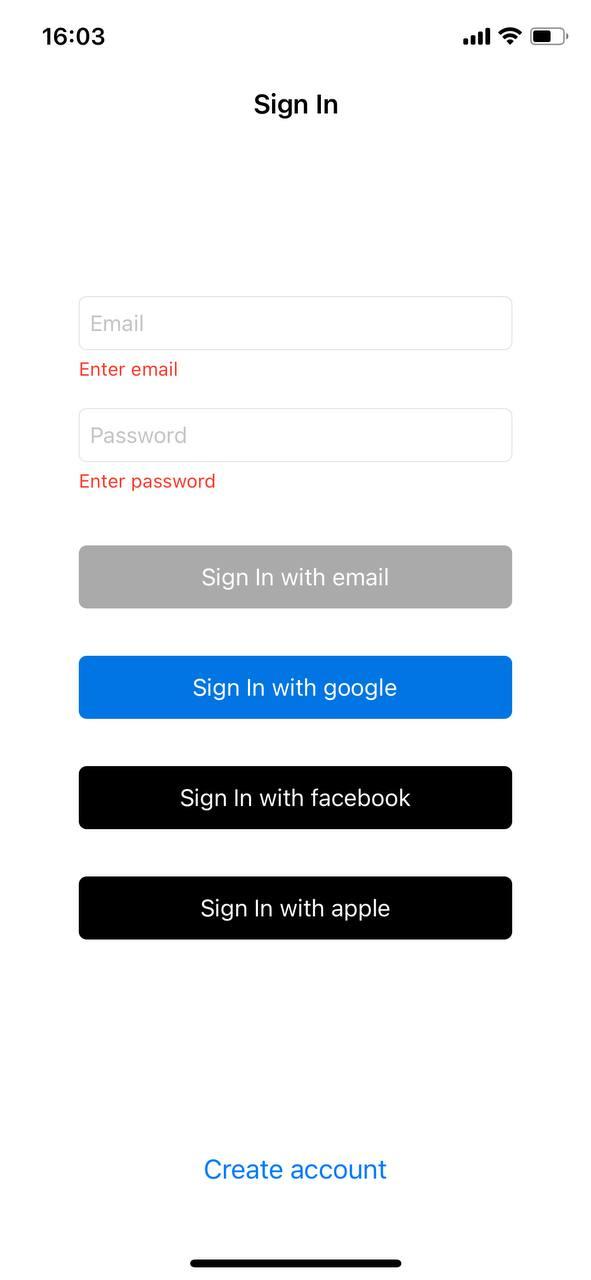 16:03
Sign In
Email
Enter email
Password
Enter password
Sign In with email
Sign In with google
Sign In with facebook
Sign In with apple
Create account